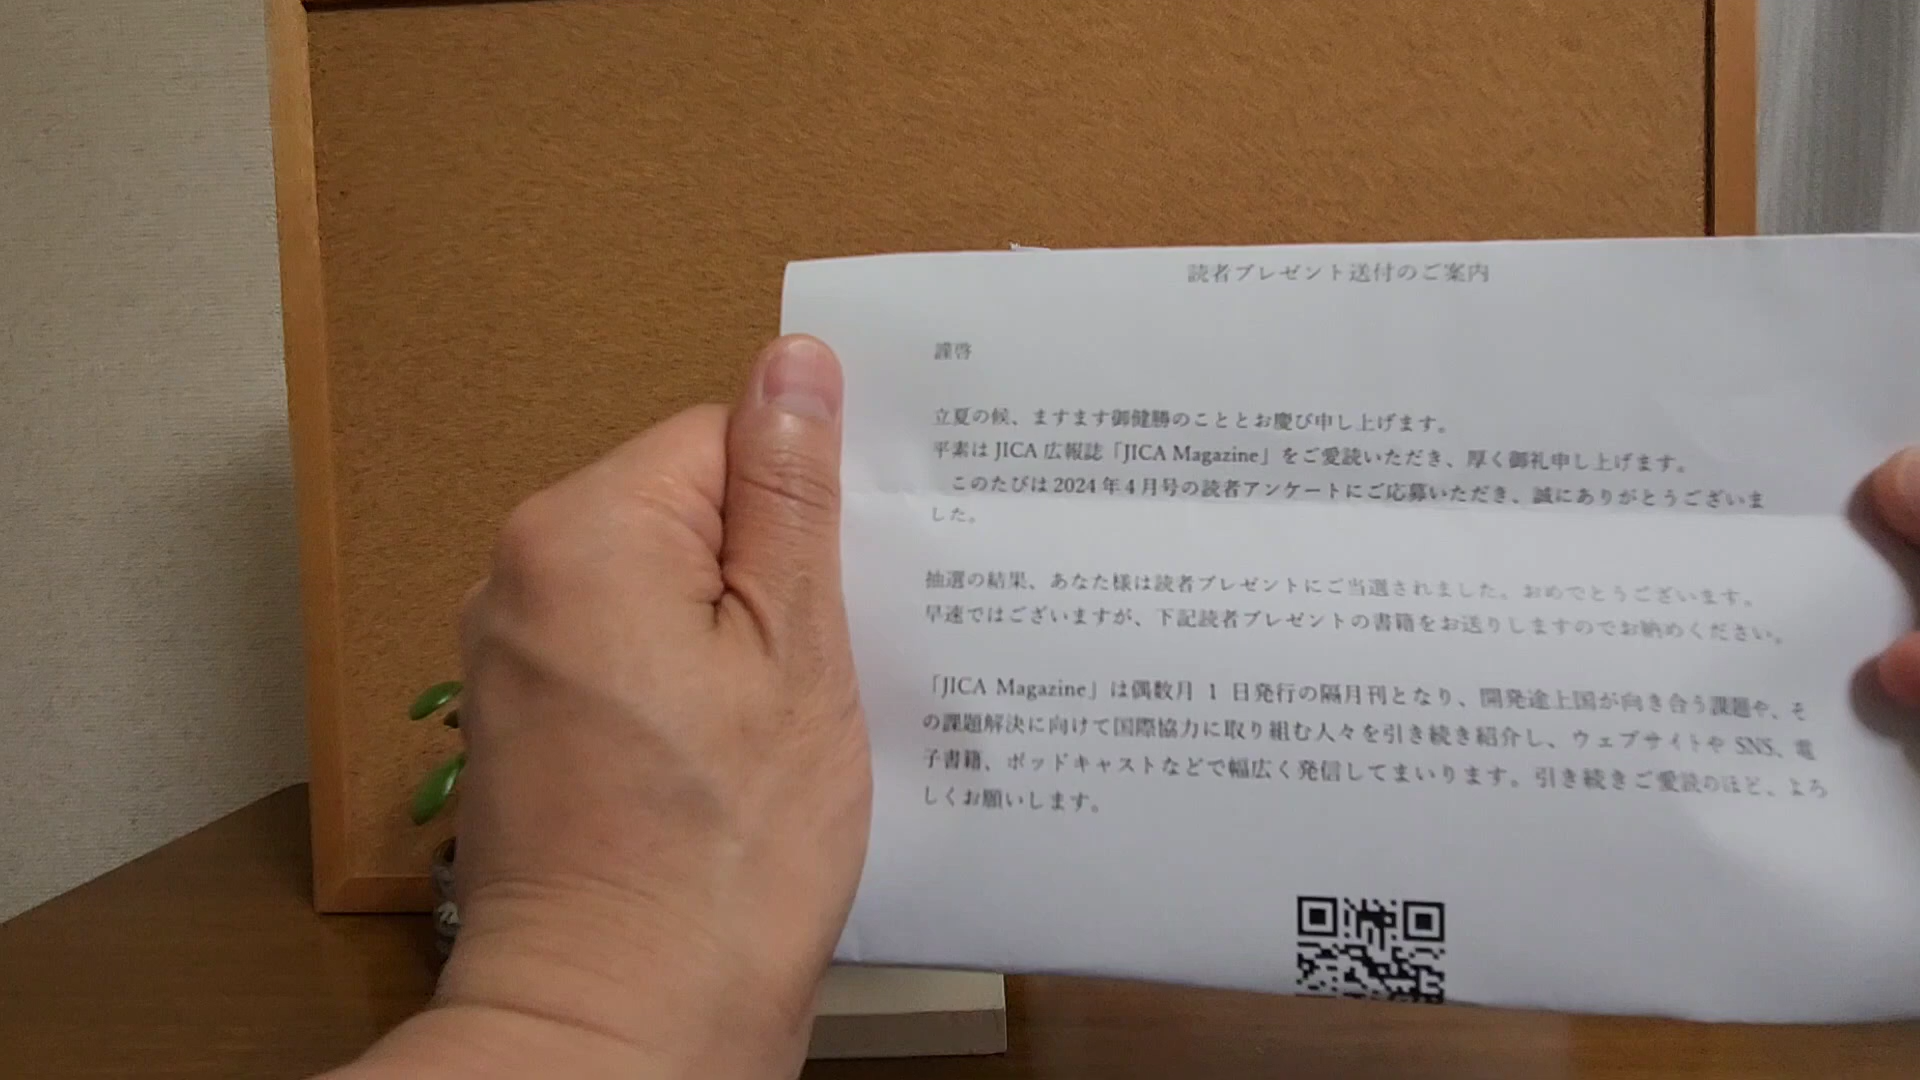 読者プレゼント送付のご案内
謹啓
立夏の候、ますます御健勝のこととお慶び申し上げます。
平素は JICA 広報誌「JICA Magazine」をご愛読いただき、厚く御礼申し上げます。
このたびは 2024 年 4 月号の読者アンケートにご応募いただき、誠にありがとうございま
した。
抽選の結果、あなた様は読者プレゼントにご当選されました。おめでとうございます。
早速ではございますが、下記読者プレゼントの書籍をお送りしますのでお納めください。
「JICA Magazine」は偶数月 1 日発行の隔月刊となり、開発途上国が向き合う課題や、そ
の課題解決に向けて国際協力に取り組む人々を引き続き紹介し、ウェブサイトや SNS、電
子書籍、ポッドキャストなどで幅広く発信してまいります。引き続きご愛読のほど、よろ
しくお願いします。